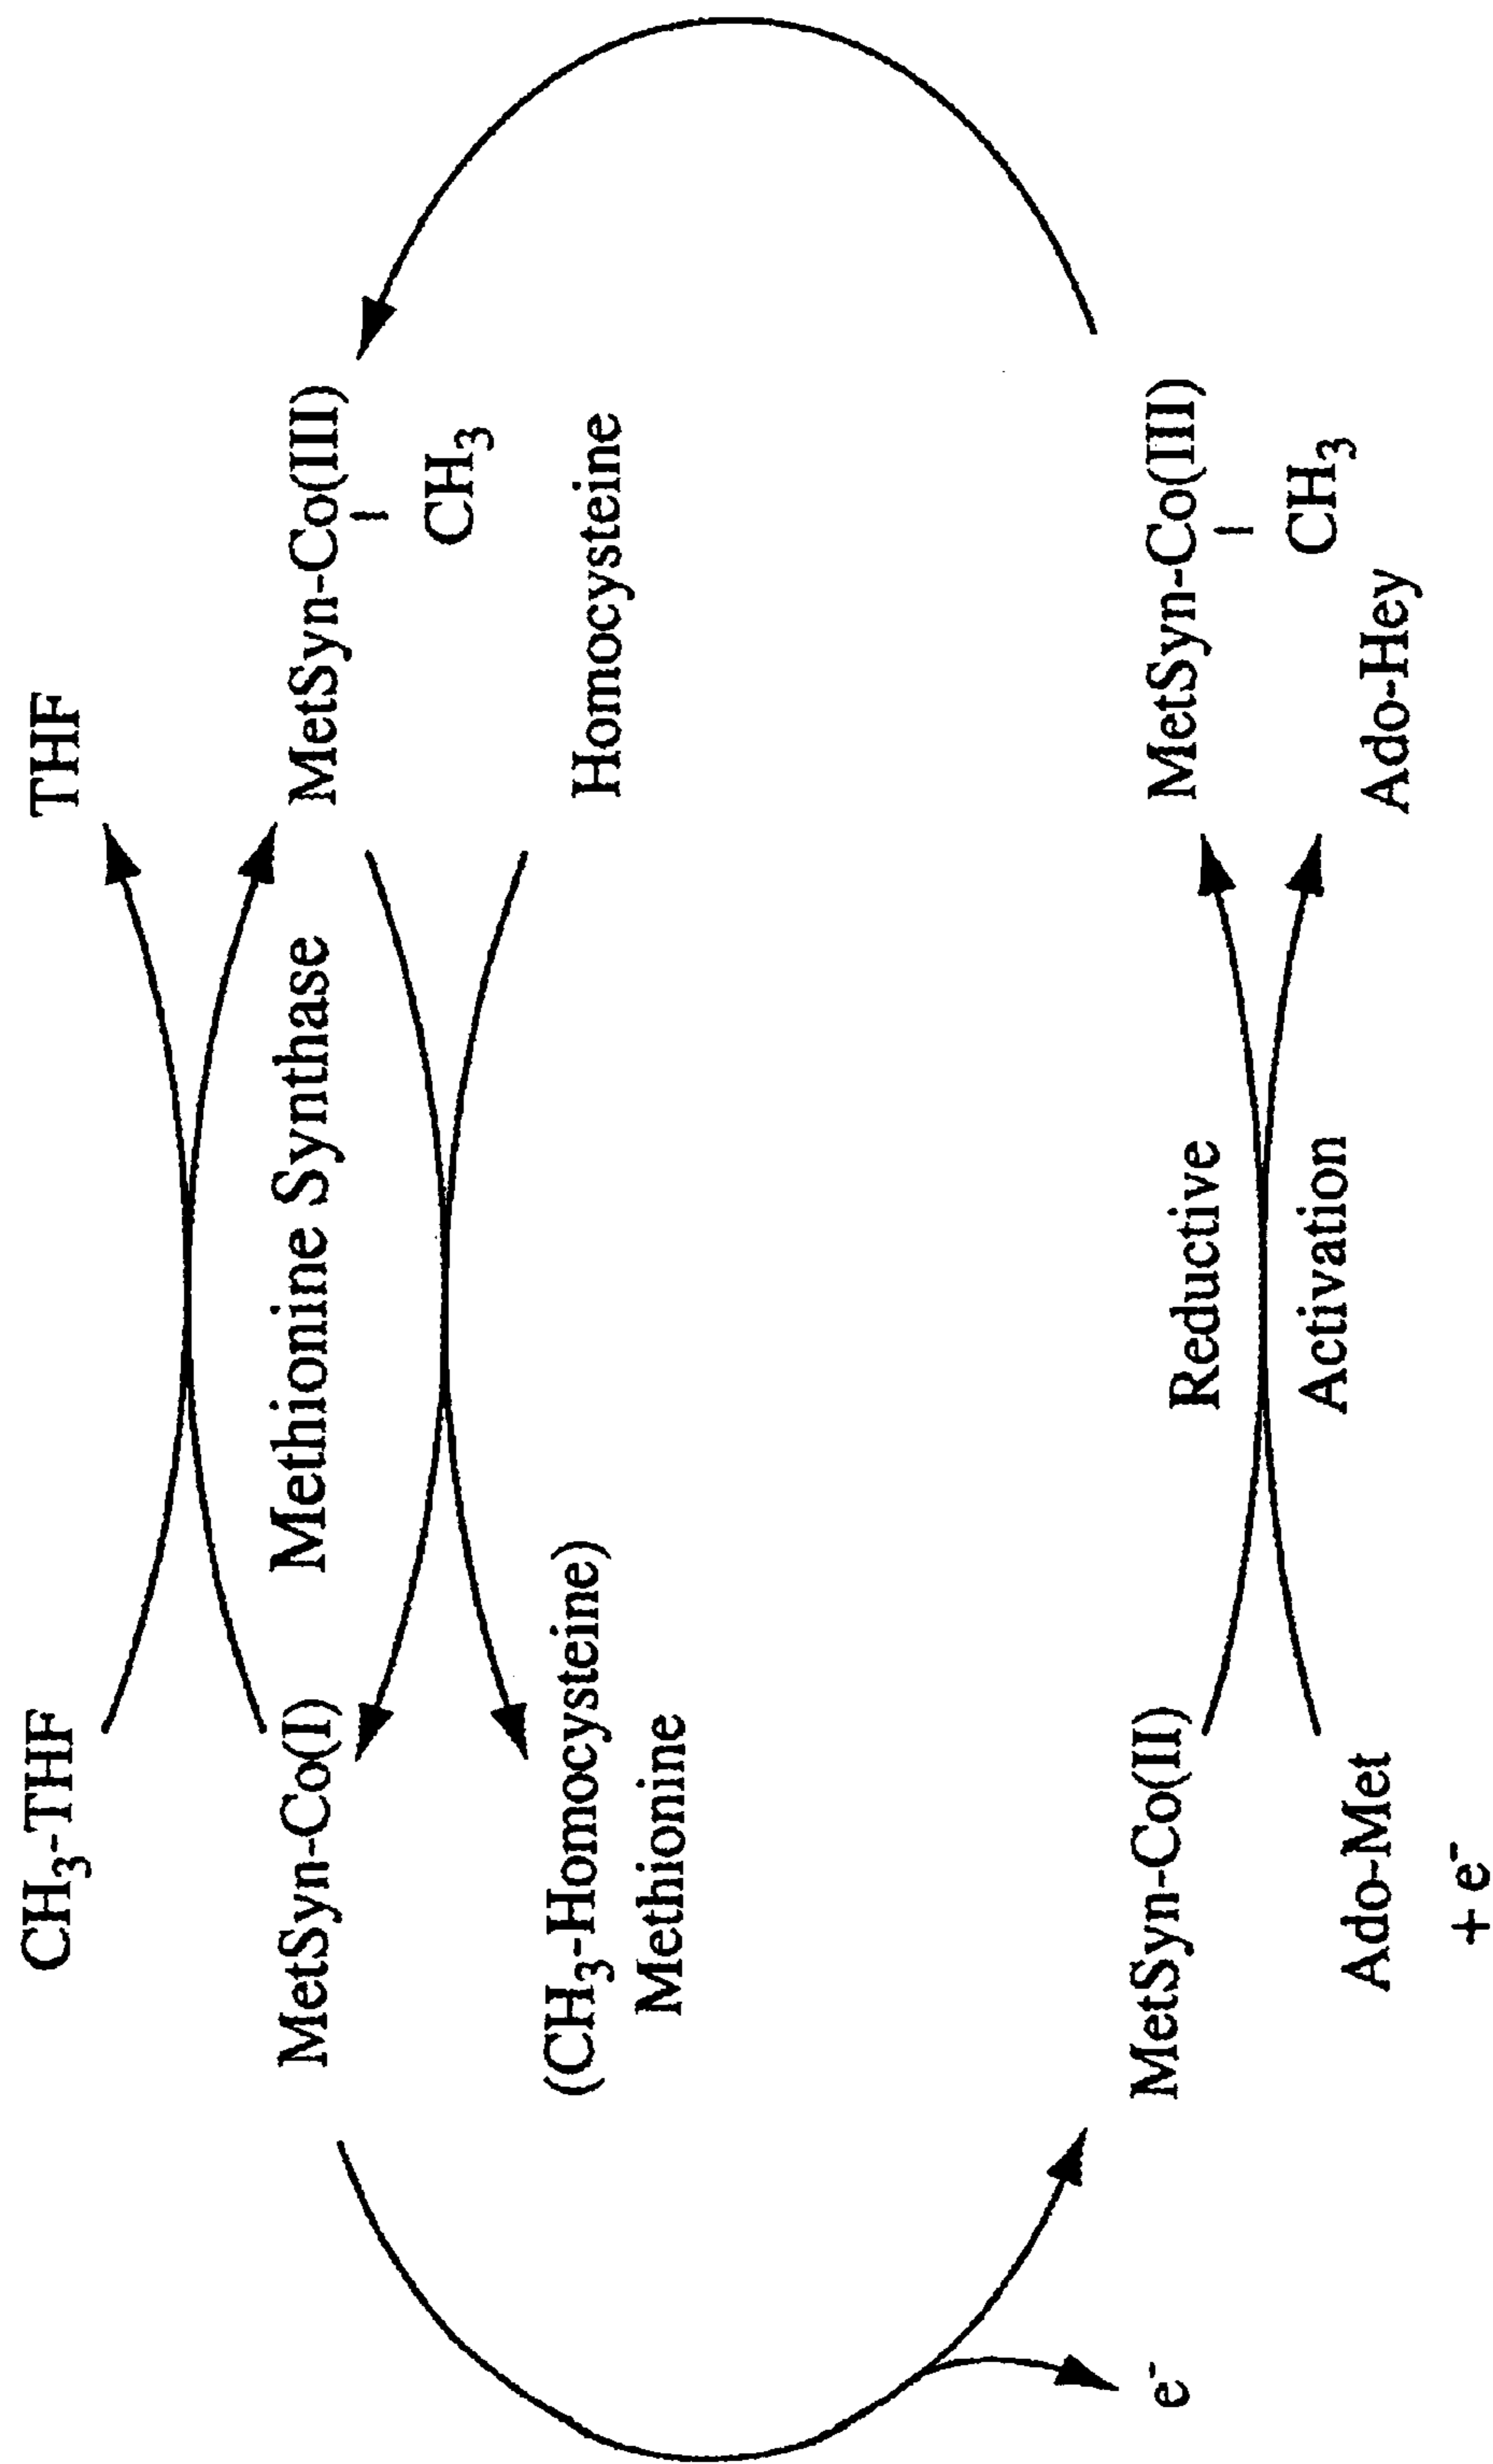 CH₃-THF
THF
MetSyn-Co(I)
Methionine Synthase
MetSyn-Co(III)
CH₃
(CH₃-Homocysteine)
Methionine
Homocysteine
MetSyn-Co(II)
Reductive
Activation
MetSyn-Co(III)
CH₃
Ado-Met
Ado-Hey
+ e⁻
e⁻